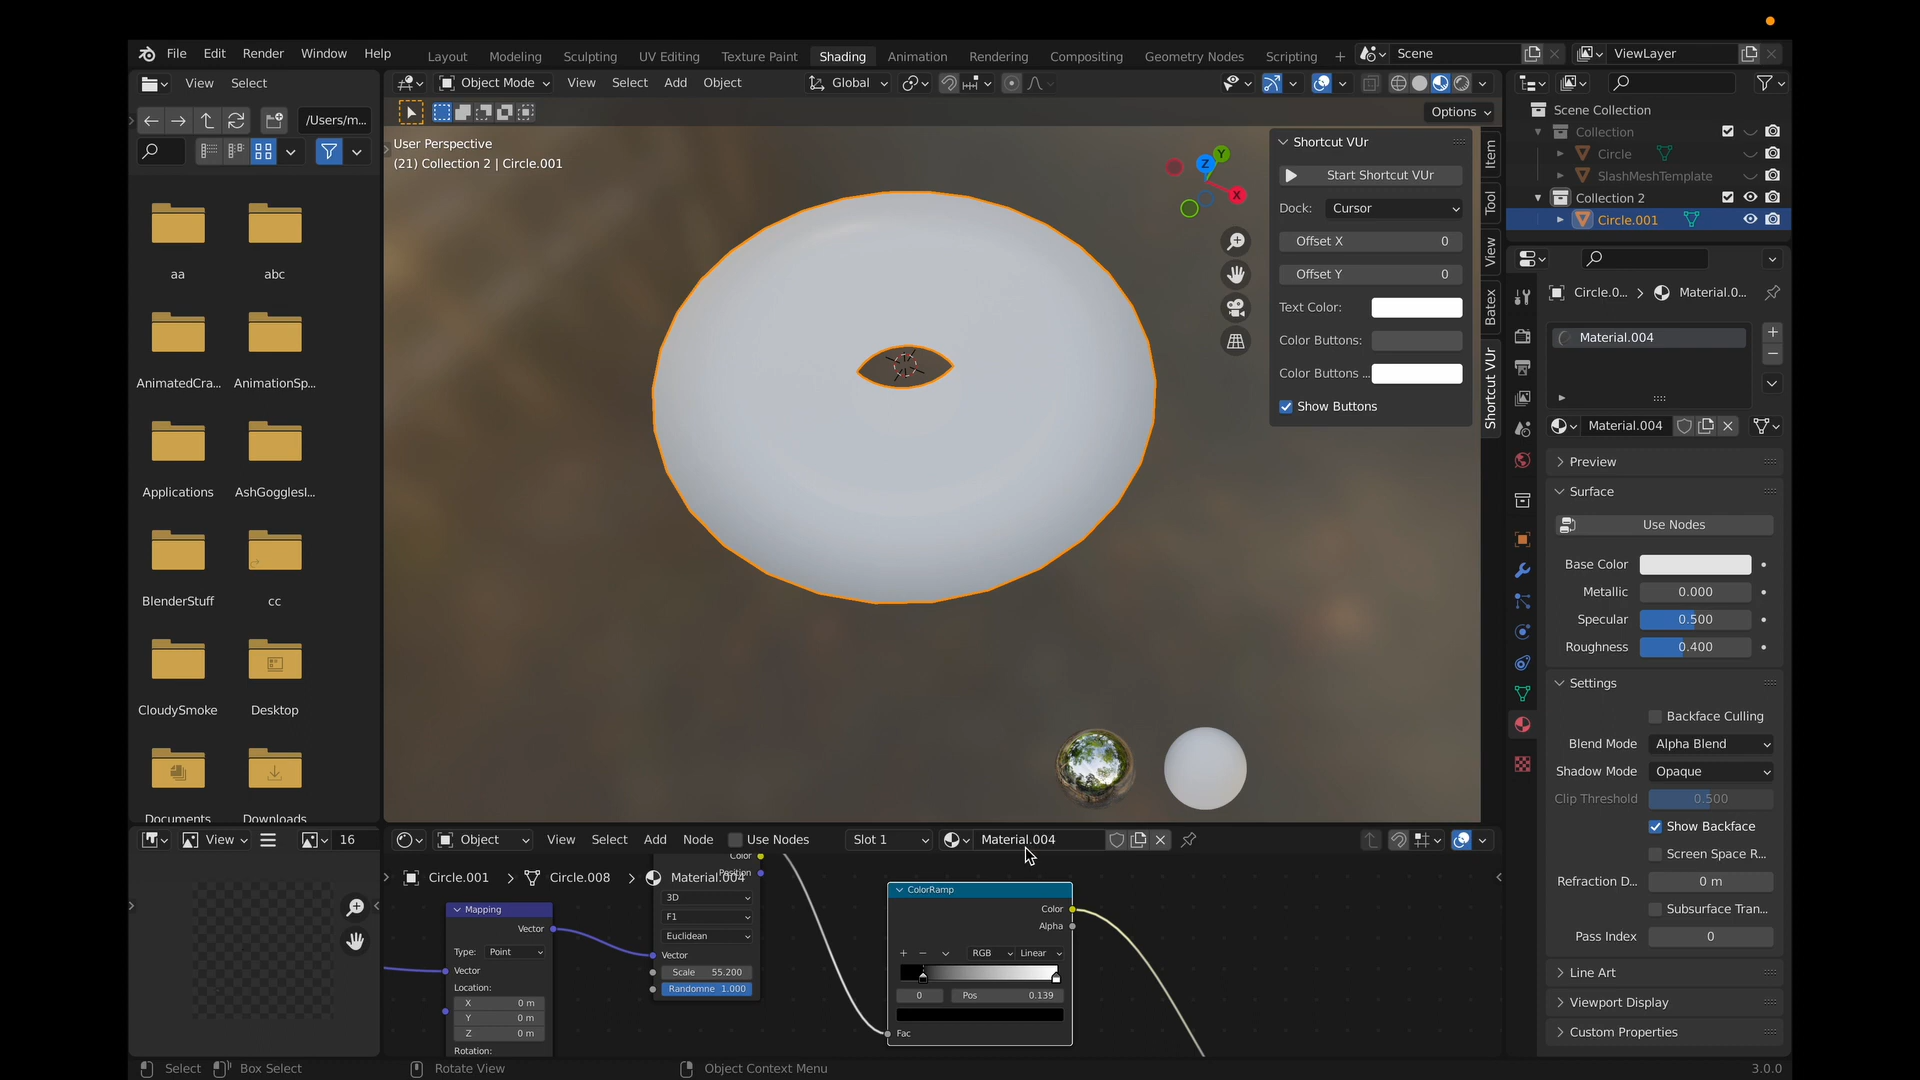 File Edit Render Window Help
Layout Modeling Sculpting UV Editing Texture Paint Shading Animation Rendering Compositing Geometry Nodes Scripting
Scene
ViewLayer
View Select
Object Mode View Select Add Object
Global
Options
/Users/m...
User Perspective
(21) Collection 2 | Circle.001
Y
Z
X
Shortcut VUr
Start Shortcut VUr
Dock: Cursor
Offset X 0
Offset Y 0
Text Color:
Color Buttons:
Color Buttons ...
Show Buttons
Item
Tool
View
Batex
Shortcut VUr
Scene Collection
Collection
Circle
SlashMeshTemplate
Collection 2
Circle.001
Circle.0... Material.0...
Material.004
Material.004
Preview
Surface
Use Nodes
Base Color
Metallic 0.000
Specular 0.500
Roughness 0.400
Settings
Backface Culling
Blend Mode Alpha Blend
Shadow Mode Opaque
Clip Threshold 0.500
Show Backface
Screen Space R...
Refraction D... 0 m
Subsurface Tran...
Pass Index 0
Line Art
Viewport Display
Custom Properties
aa abc
AnimatedCra... AnimationSp...
Applications AshGogglesI...
BlenderStuff cc
CloudySmoke Desktop
Documents Downloads
View 16
Object View Select Add Node Use Nodes Slot 1 Material.004
Circle.001 > Circle.008 > Material.004
Color
Position
3D
F1
Euclidean
Vector
Scale 55.200
Randomne 1.000
Mapping
Vector
Type: Point
Vector
Location:
X 0 m
Y 0 m
Z 0 m
Rotation:
ColorRamp
Color
Alpha
RGB Linear
0 Pos 0.139
Fac
Select Box Select Rotate View Object Context Menu 3.0.0